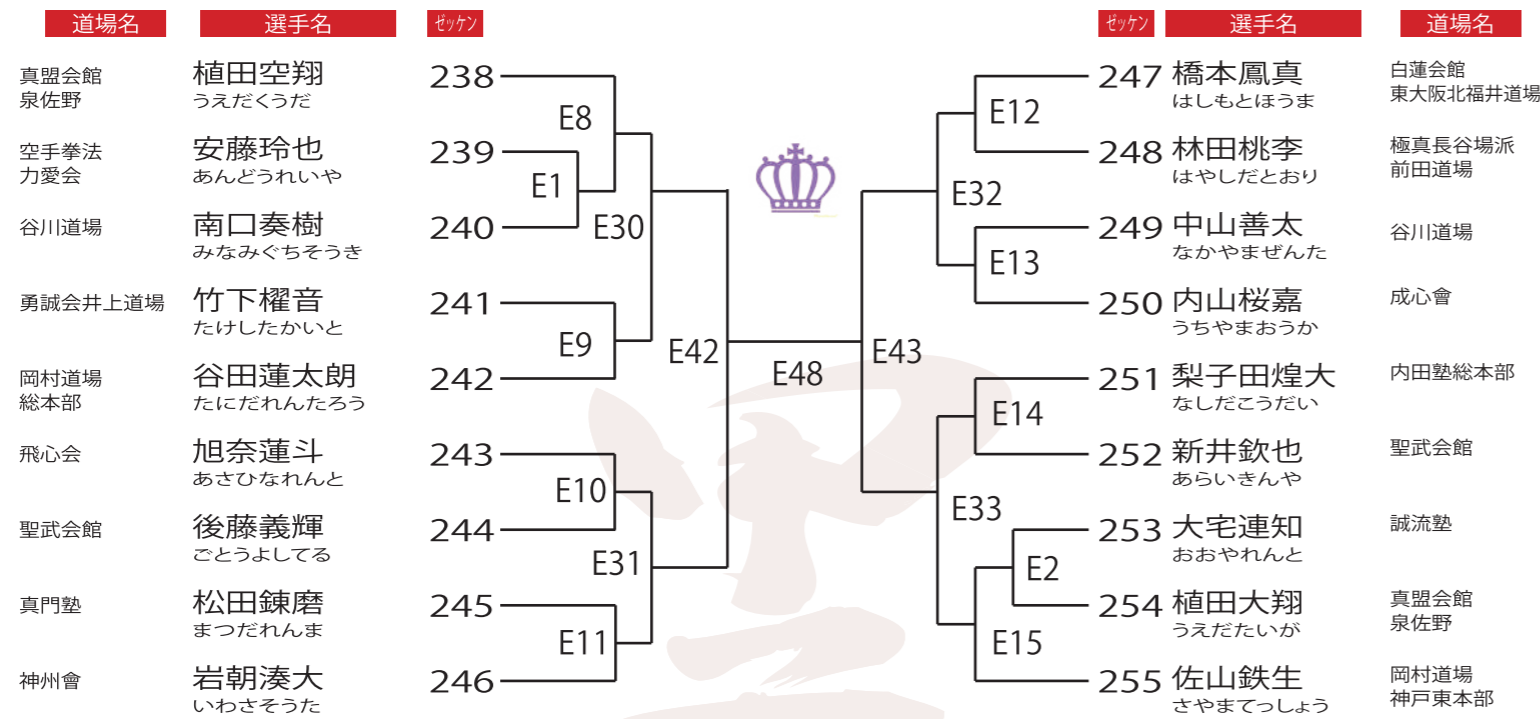 道場名 選手名 ゼッケン
真盟会館
泉佐野
植田空翔
うえだくうだ
238
空手拳法
力愛会
安藤玲也
あんどうれいや
239
谷川道場
南口奏樹
みなみぐちそうき
240
勇誠会井上道場
竹下櫂音
たけしたかいと
241
岡村道場
総本部
谷田蓮太朗
たにだれんたろう
242
飛心会
旭奈蓮斗
あさひなれんと
243
聖武会館
後藤義輝
ごとうよしてる
244
真門塾
松田錬磨
まつだれんま
245
神州會
岩朝湊大
いわさそうた
246
E8
E1
E30
E9
E42
E10
E31
E11
E48
ゼッケン 選手名 道場名
247
橋本鳳真
はしもとほうま
白蓮会館
東大阪北福井道場
248
林田桃李
はやしだとおり
極真長谷場派
前田道場
249
中山善太
なかやまぜんた
谷川道場
250
内山桜嘉
うちやまおうか
成心會
251
梨子田煌大
なしだこうだい
内田塾総本部
252
新井欽也
あらいきんや
聖武会館
253
大宅連知
おおやれんと
誠流塾
254
植田大翔
うえだたいが
真盟会館
泉佐野
255
佐山鉄生
さやまてっしょう
岡村道場
神戸東本部
E12
E32
E13
E43
E14
E33
E2
E15